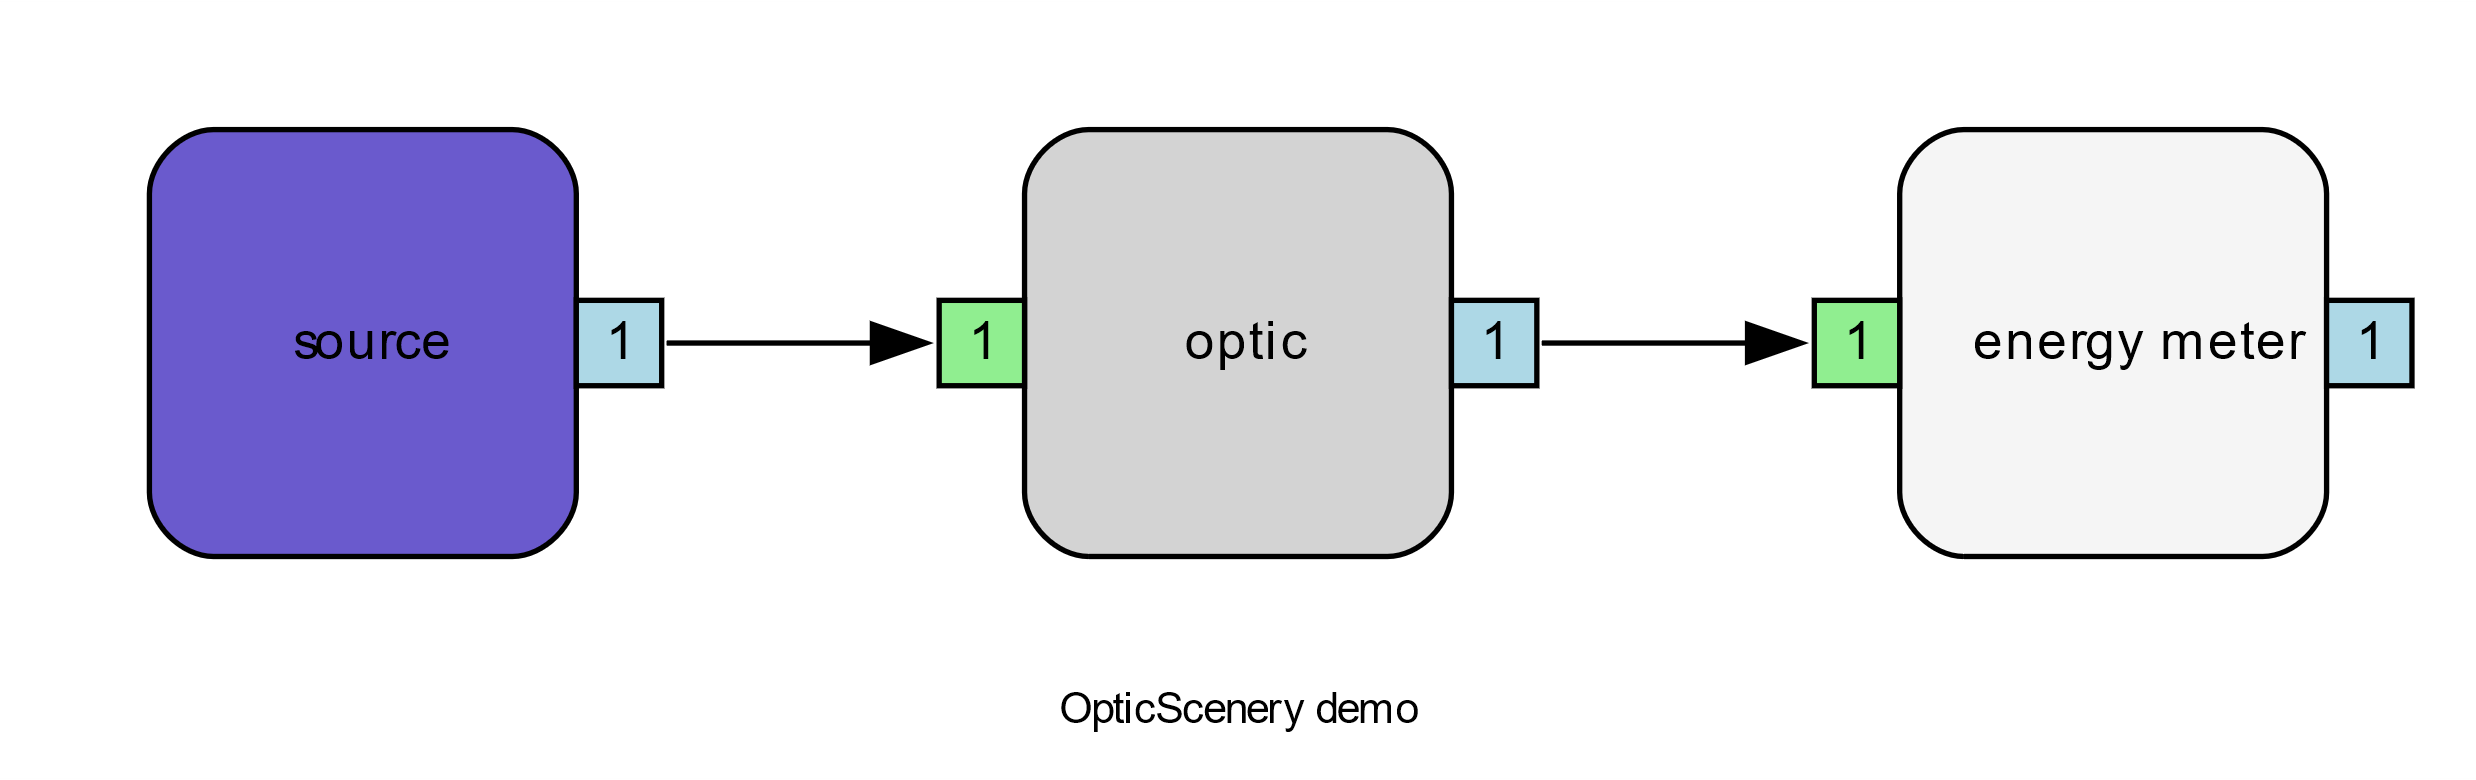 source 1 1 optic 1 1 energy meter 1
OpticScenery demo